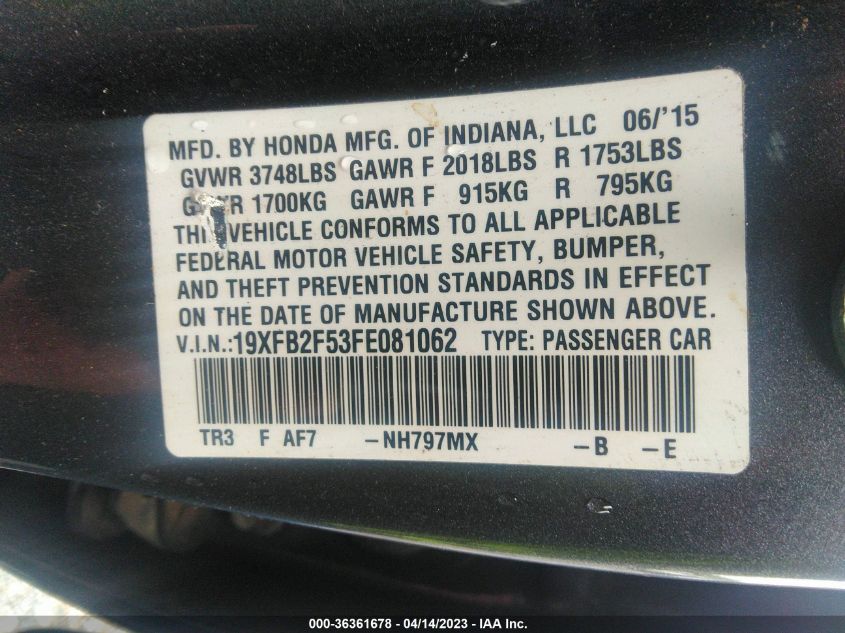 MFD. BY HONDA MFG. OF INDIANA, LLC 06/'15
GVWR 3748LBS GAWR F 2018LBS R 1753LBS
1700KG GAWR F 915KG R 795KG
VEHICLE CONFORMS TO ALL APPLICABLE
FEDERAL MOTOR VEHICLE SAFETY, BUMPER,
AND THEFT PREVENTION STANDARDS IN EFFECT
ON THE DATE OF MANUFACTURE SHOWN ABOVE.
V.I.N.:19XFB2F53FE081062 TYPE: PASSENGER CAR
TR3 F AF7 -NH797MX -B -E
000-36361678 - 04/14/2023 - IAA Inc.